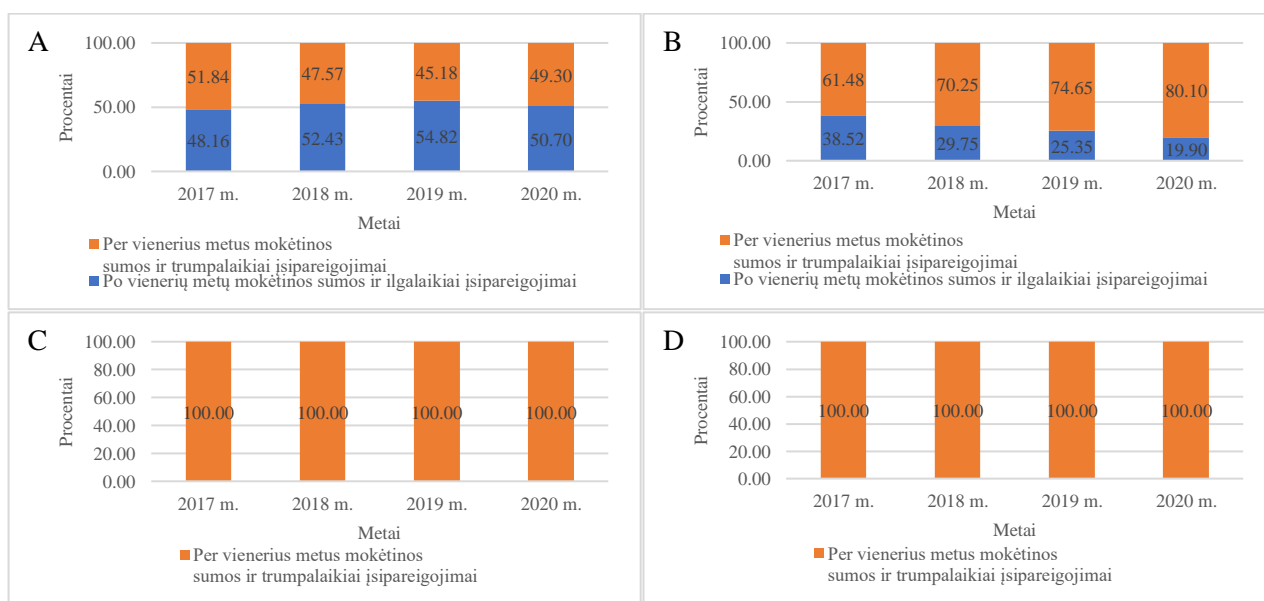 A
100.00
50.00
0.00
Procentai
51.84
47.57
45.18
49.30
48.16
52.43
54.82
50.70
2017 m.
2018 m.
2019 m.
2020 m.
Metai
Per vienerius metus mokėtinos
sumos ir trumpalaikiai įsipareigojimai
Po vienerių metų mokėtinos sumos ir ilgalaikiai įsipareigojimai
B
100.00
50.00
0.00
Procentai
61.48
70.25
74.65
80.10
38.52
29.75
25.35
19.90
2017 m.
2018 m.
2019 m.
2020 m.
Metai
Per vienerius metus mokėtinos
sumos ir trumpalaikiai įsipareigojimai
Po vienerių metų mokėtinos sumos ir ilgalaikiai įsipareigojimai
C
100.00
80.00
60.00
40.00
20.00
0.00
Procentai
100.00
100.00
100.00
100.00
2017 m.
2018 m.
2019 m.
2020 m.
Metai
Per vienerius metus mokėtinos
sumos ir trumpalaikiai įsipareigojimai
D
100.00
80.00
60.00
40.00
20.00
0.00
Procentai
100.00
100.00
100.00
100.00
2017 m.
2018 m.
2019 m.
2020 m.
Metai
Per vienerius metus mokėtinos
sumos ir trumpalaikiai įsipareigojimai